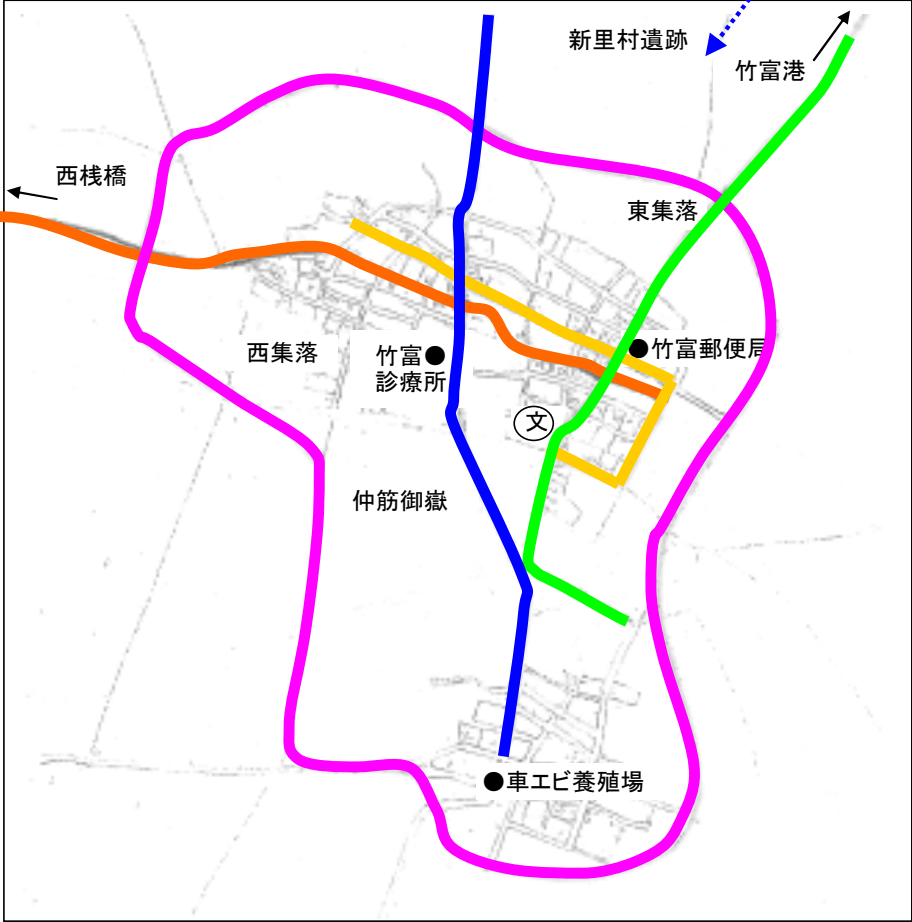 新里村遺跡
竹富港
西桟橋
東集落
西集落
竹富
診療所
竹富郵便局
文
仲筋御嶽
車エビ養殖場